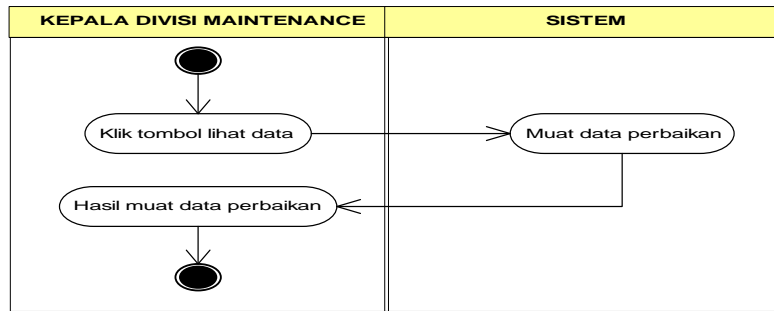 KEPALA DIVISI MAINTENANCE
SISTEM
Klik tombol lihat data
Muat data perbaikan
Hasil muat data perbaikan